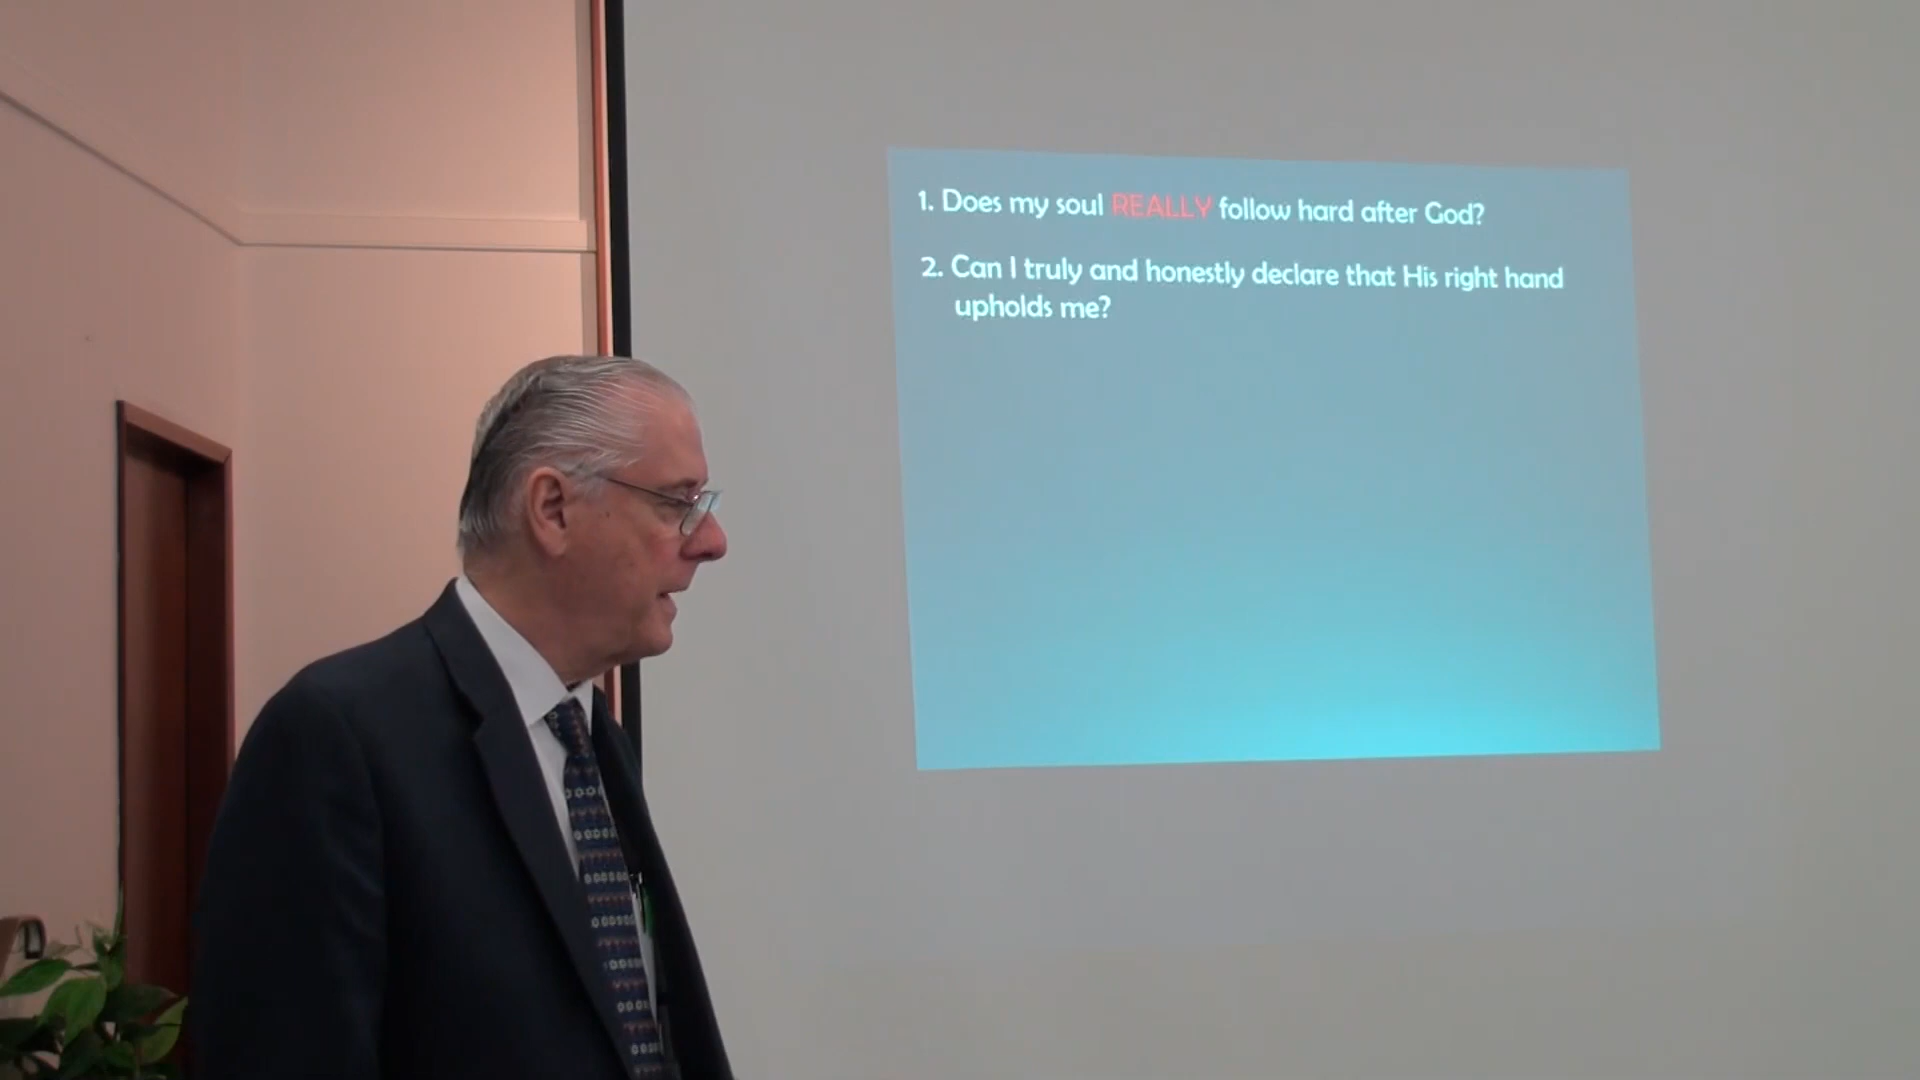 1. Does my soul REALLY follow hard after God?
2. Can I truly and honestly declare that His right hand
upholds me?